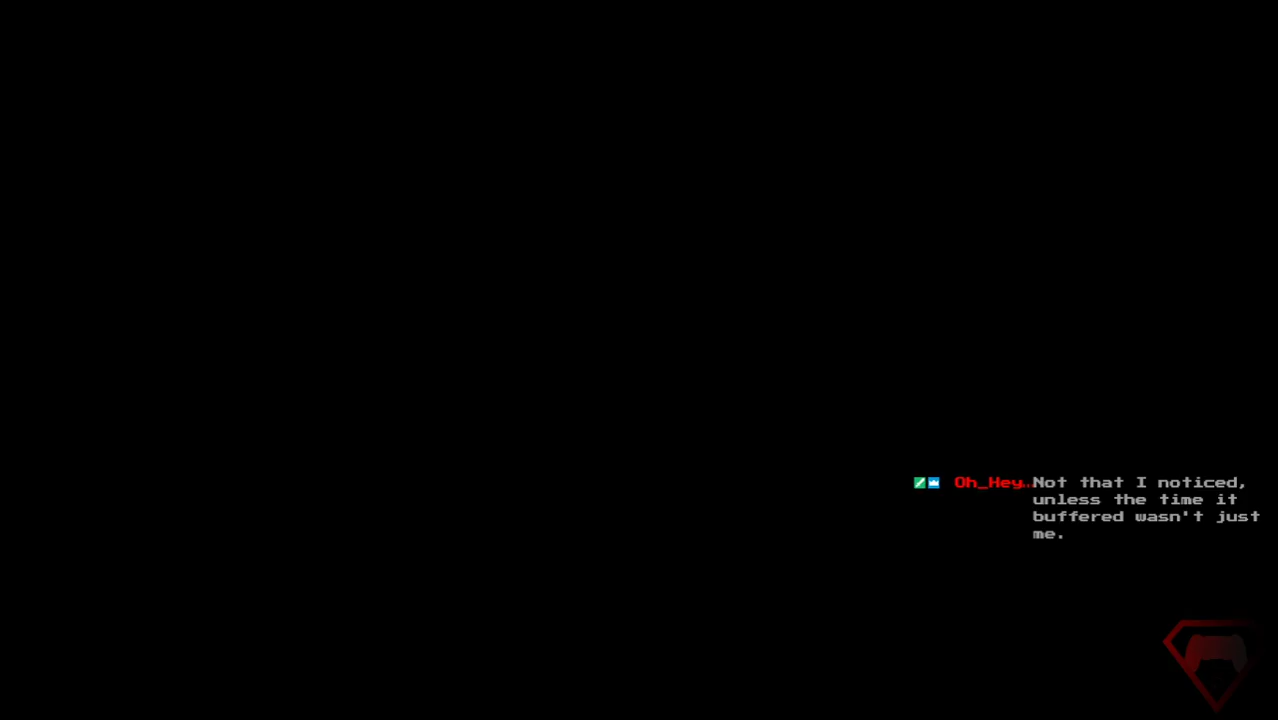 Oh_Hey… Not that I noticed,
unless the time it
buffered wasn't just
me.